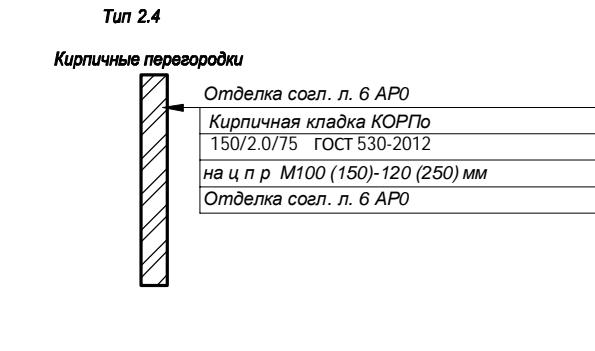 Тип 2.4
Кирпичные перегородки
Отделка согл. л. 6 АР0
Кирпичная кладка КОРПо
150/2.0/75 ГОСТ 530-2012
на ц п р М100 (150)-120 (250) мм
Отделка согл. л. 6 АР0